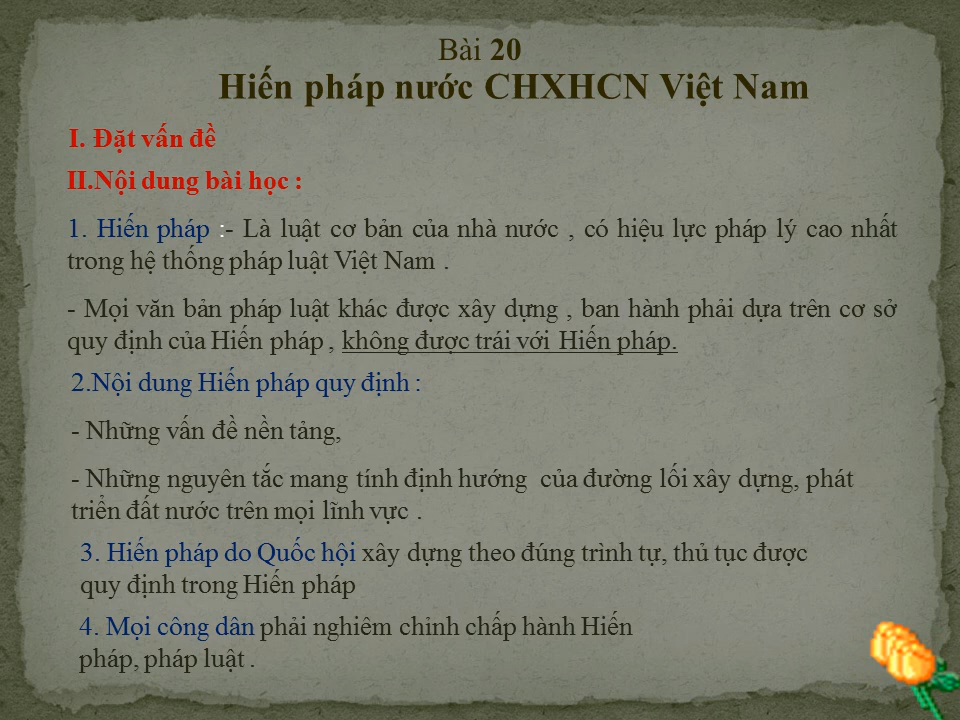 Bài 20
Hiến pháp nước CHXHCN Việt Nam
I. Đặt vấn đề
II.Nội dung bài học :
1. Hiến pháp :- Là luật cơ bản của nhà nước , có hiệu lực pháp lý cao nhất
trong hệ thống pháp luật Việt Nam .
- Mọi văn bản pháp luật khác được xây dựng , ban hành phải dựa trên cơ sở
quy định của Hiến pháp , không được trái với Hiến pháp.
2.Nội dung Hiến pháp quy định :
- Những vấn đề nền tảng,
- Những nguyên tắc mang tính định hướng của đường lối xây dựng, phát
triển đất nước trên mọi lĩnh vực .
3. Hiến pháp do Quốc hội xây dựng theo đúng trình tự, thủ tục được
quy định trong Hiến pháp
4. Mọi công dân phải nghiêm chỉnh chấp hành Hiến
pháp, pháp luật .